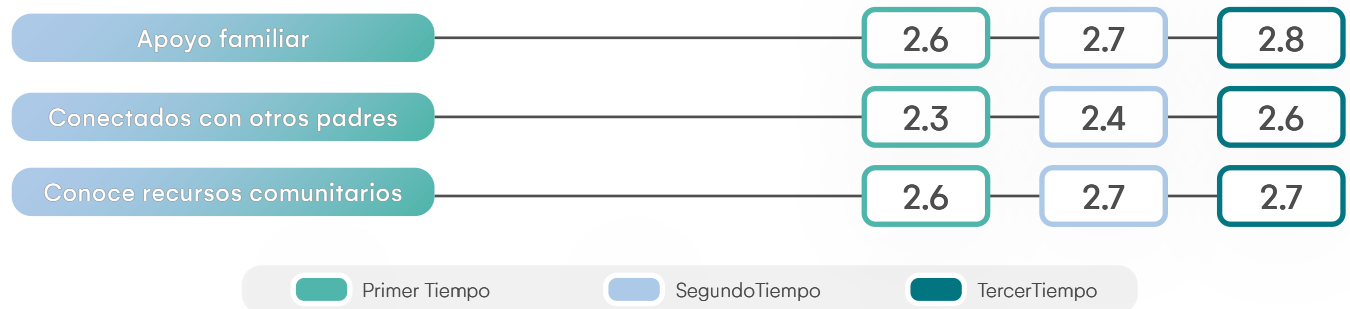 Apoyo familiar 2.6 2.7 2.8
Conectados con otros padres 2.3 2.4 2.6
Conoce recursos comunitarios 2.6 2.7 2.7
Primer Tiempo SegundoTiempo TercerTiempo